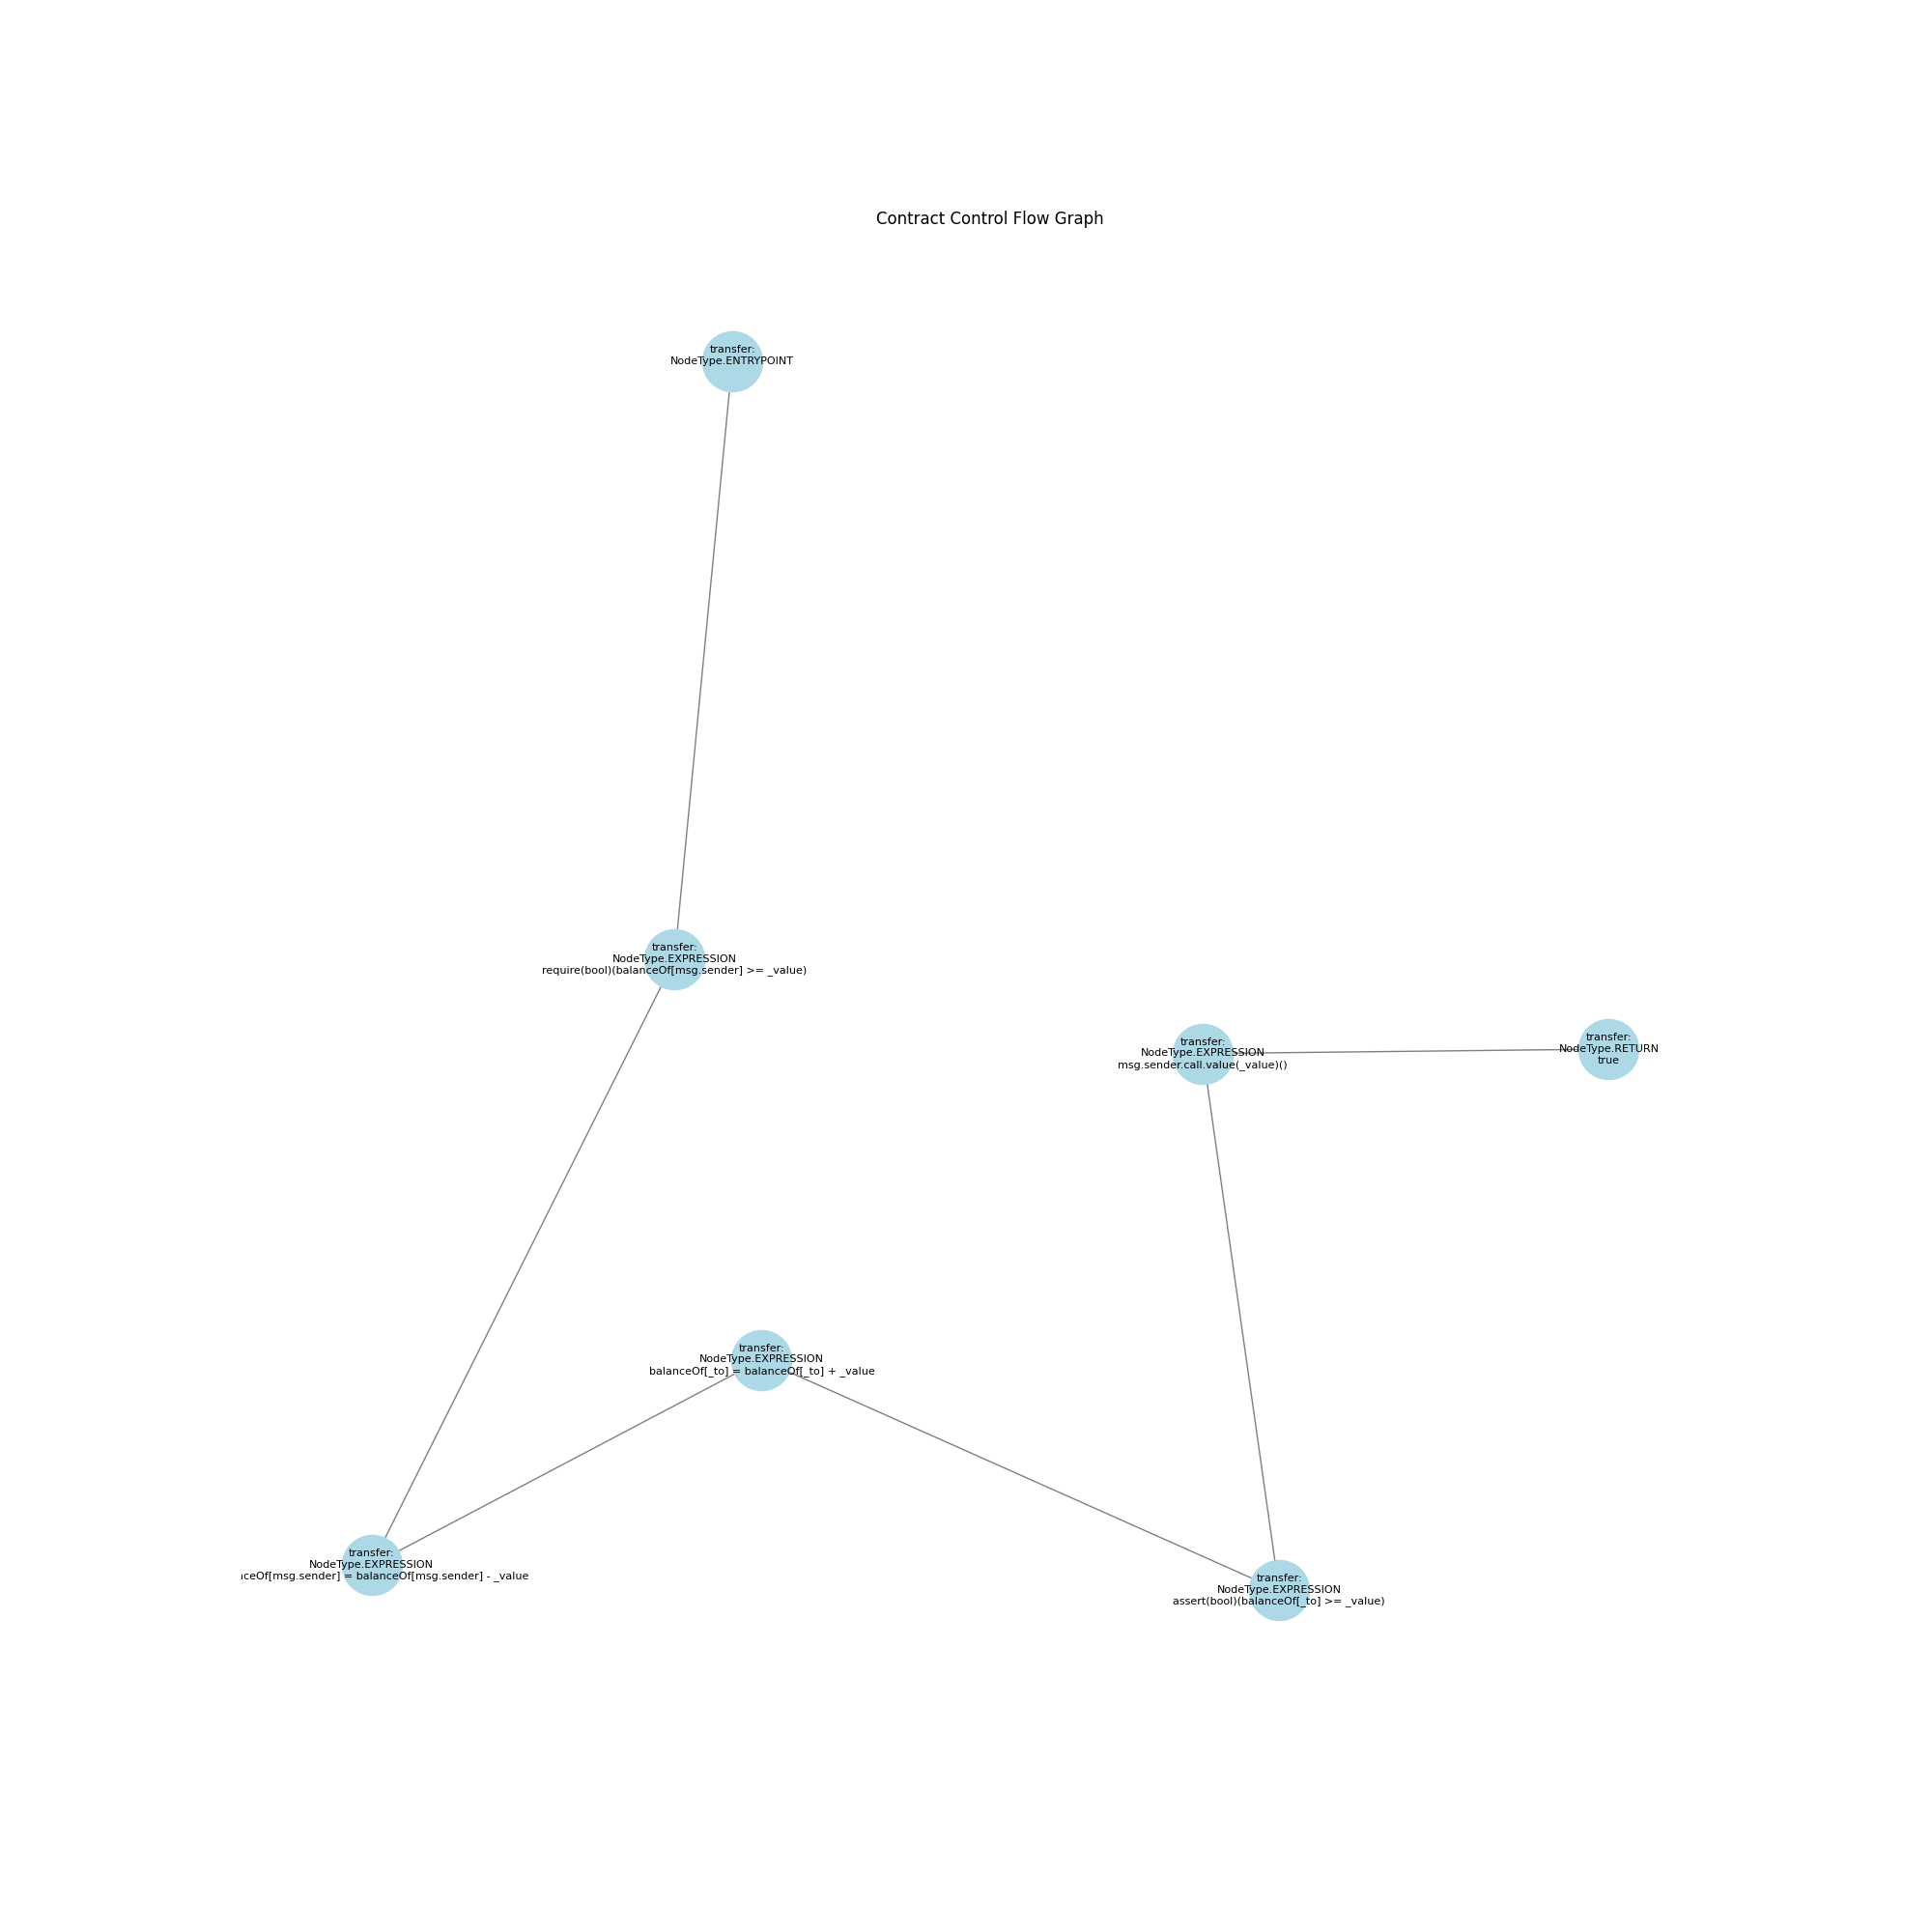 Contract Control Flow Graph
transfer:
NodeType.ENTRYPOINT
transfer:
NodeType.EXPRESSION
require(bool)(balanceOf[msg.sender] >= _value)
transfer:
NodeType.EXPRESSION
msg.sender.call.value(_value)()
transfer:
NodeType.RETURN
true
transfer:
NodeType.EXPRESSION
balanceOf[_to] = balanceOf[_to] + _value
transfer:
NodeType.EXPRESSION
ceOf[msg.sender] = balanceOf[msg.sender] - _value
transfer:
NodeType.EXPRESSION
assert(bool)(balanceOf[_to] >= _value)